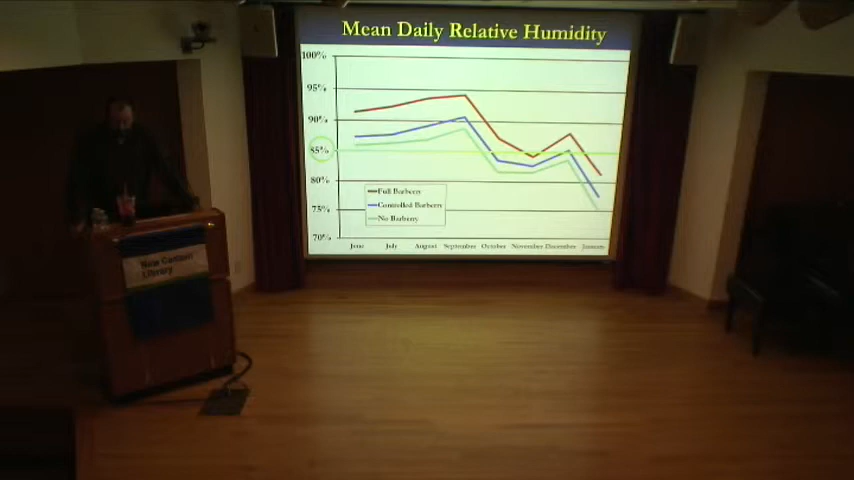 Mean Daily Relative Humidity
100%
95%
90%
85%
80%
75%
70%
Full Barberry
Controlled Barberry
No Barberry
June July August September October November December January
New Canaan
Library